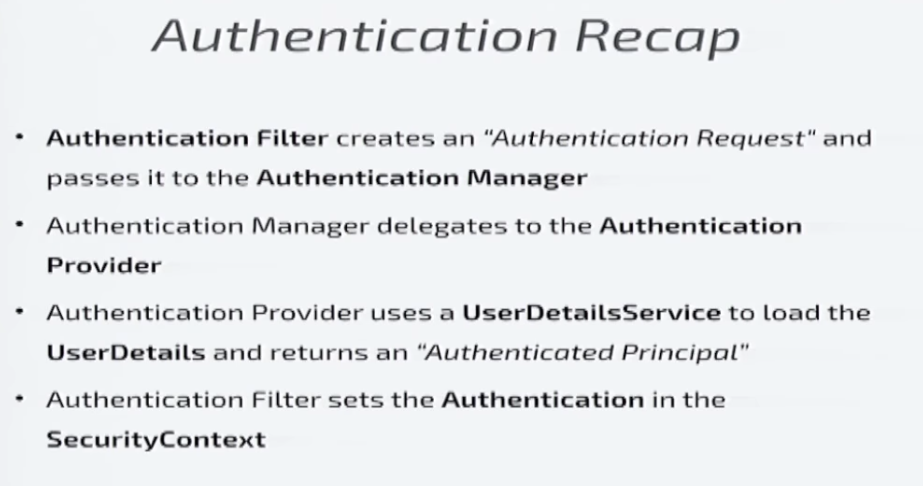 Authentication Recap
• Authentication Filter creates an "Authentication Request" and
passes it to the Authentication Manager
• Authentication Manager delegates to the Authentication
Provider
• Authentication Provider uses a UserDetailsService to load the
UserDetails and returns an "Authenticated Principal"
• Authentication Filter sets the Authentication in the
SecurityContext